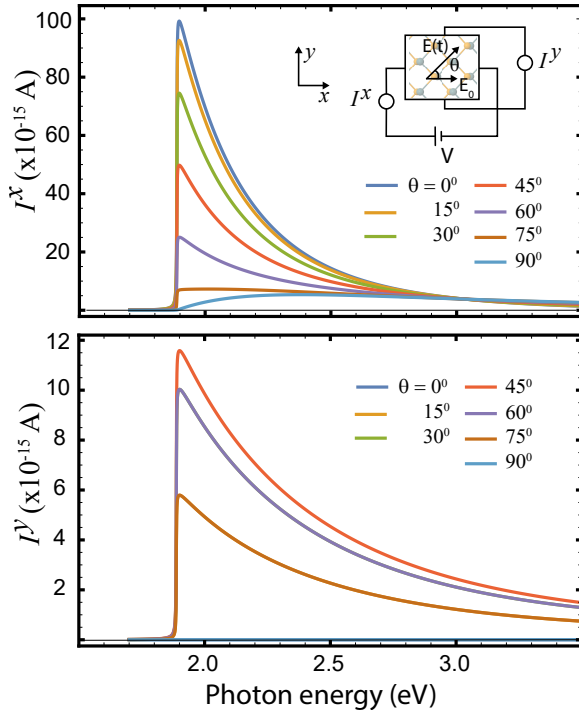 100
80
60
40
20
I^x (x10^-15 A)
y
x
E(t)
θ
E_0
I^x
I^y
V
θ = 0^0 45^0
15^0 60^0
30^0 75^0
90^0
12
10
8
6
4
2
I^y (x10^-15 A)
θ = 0^0 45^0
15^0 60^0
30^0 75^0
90^0
2.0 2.5 3.0
Photon energy (eV)